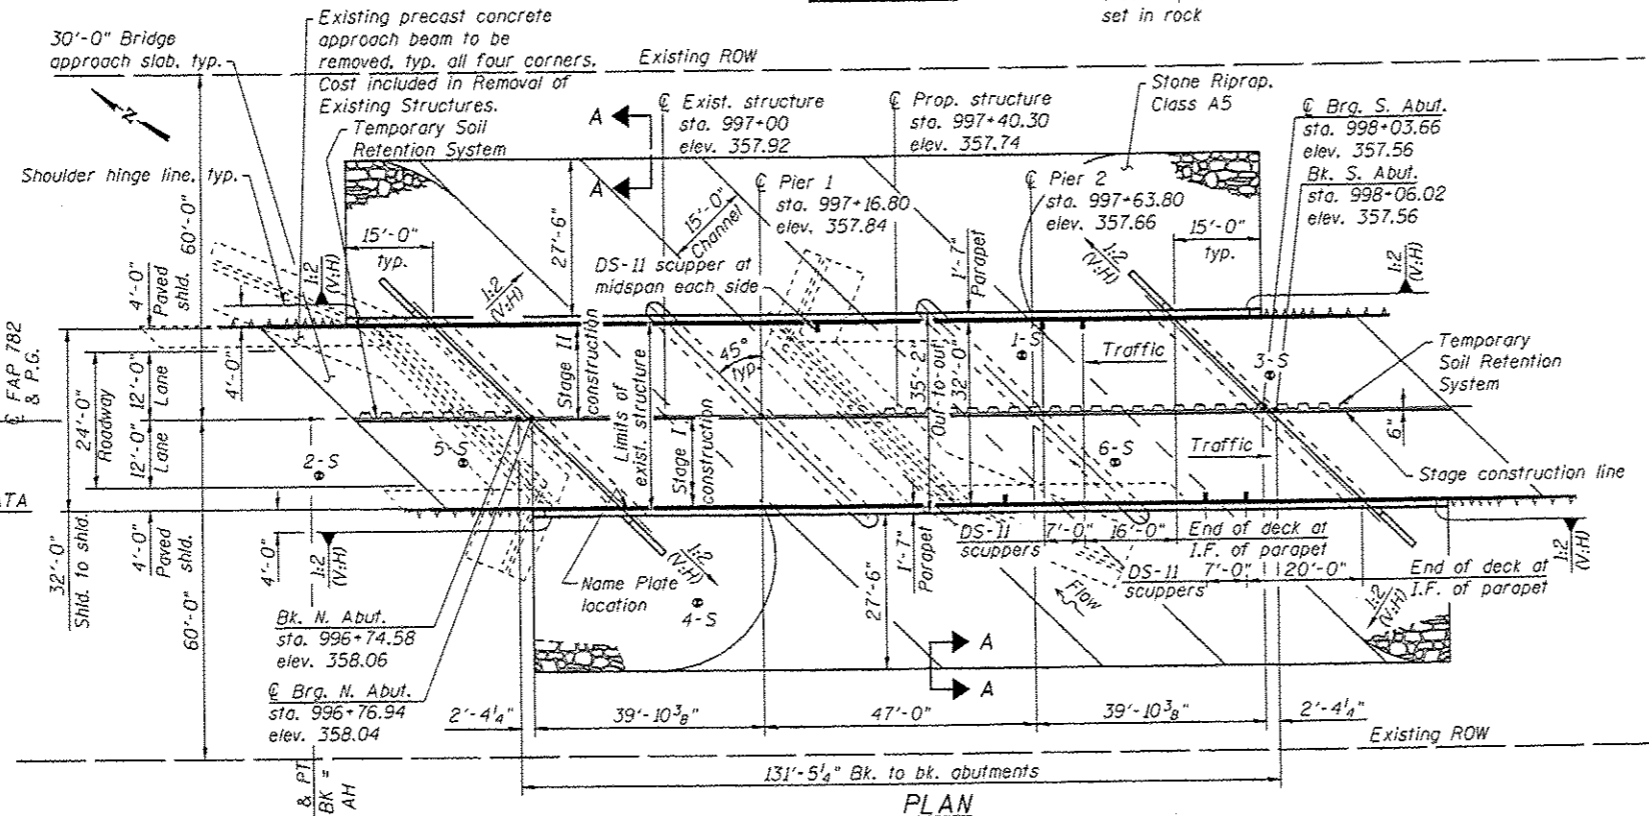 set in rock
Existing precast concrete
approach beam to be
removed, typ. all four corners.
Cost included in Removal of
Existing Structures.
30'-0" Bridge
approach slab, typ.
Existing ROW
N
Temporary Soil
Retention System
Shoulder hinge line, typ.
A
A
℄ Exist. structure
sta. 997+00
elev. 357.92
℄ Prop. structure
sta. 997+40.30
elev. 357.74
Stone Riprap,
Class A5
℄ Brg. S. Abut.
sta. 998+03.66
elev. 357.56
Bk. S. Abut.
sta. 998+06.02
elev. 357.56
℄ Pier 1
sta. 997+16.80
elev. 357.84
℄ Pier 2
sta. 997+63.80
elev. 357.66
60'-0"
15'-0"
typ.
27'-6"
15'-0"
Channel
1'-7"
Parapet
15'-0"
typ.
1:2
(V:H)
1:2
(V:H)
1:2
(V:H)
1:2
(V:H)
DS-11 scupper at
midspan each side
4'-0"
Paved
shld.
℄ FAP 782
& P.G.
24'-0"
Roadway
12'-0"
Lane
12'-0"
Lane
4'-0"
Stage II
construction
Limits of
exist. structure
45°
typ.
35'-2"
Out-to-out
32'-0"
1-S
Traffic
3-S
Temporary
Soil Retention
System
6"
Stage I
construction
2-S
5-S
6-S
Traffic
Stage construction line
ATA
32'-0"
Shld. to shld.
4'-0"
Paved
shld.
4'-0"
1:2
(V:H)
60'-0"
Name Plate
location
1:2
(V:H)
4-S
27'-6"
1'-7"
Parapet
DS-11
scuppers
7'-0"
16'-0"
End of deck at
I.F. of parapet
DS-11
scuppers
7'-0"
20'-0"
End of deck at
I.F. of parapet
Flow
1:2
(V:H)
1:2
(V:H)
Bk. N. Abut.
sta. 996+74.58
elev. 358.06
℄ Brg. N. Abut.
sta. 996+76.94
elev. 358.04
A
A
2'-4¼"
39'-10⅜"
47'-0"
39'-10⅜"
2'-4¼"
Existing ROW
131'-5¼" Bk. to bk. abutments
& PT
BK "
AH
PLAN